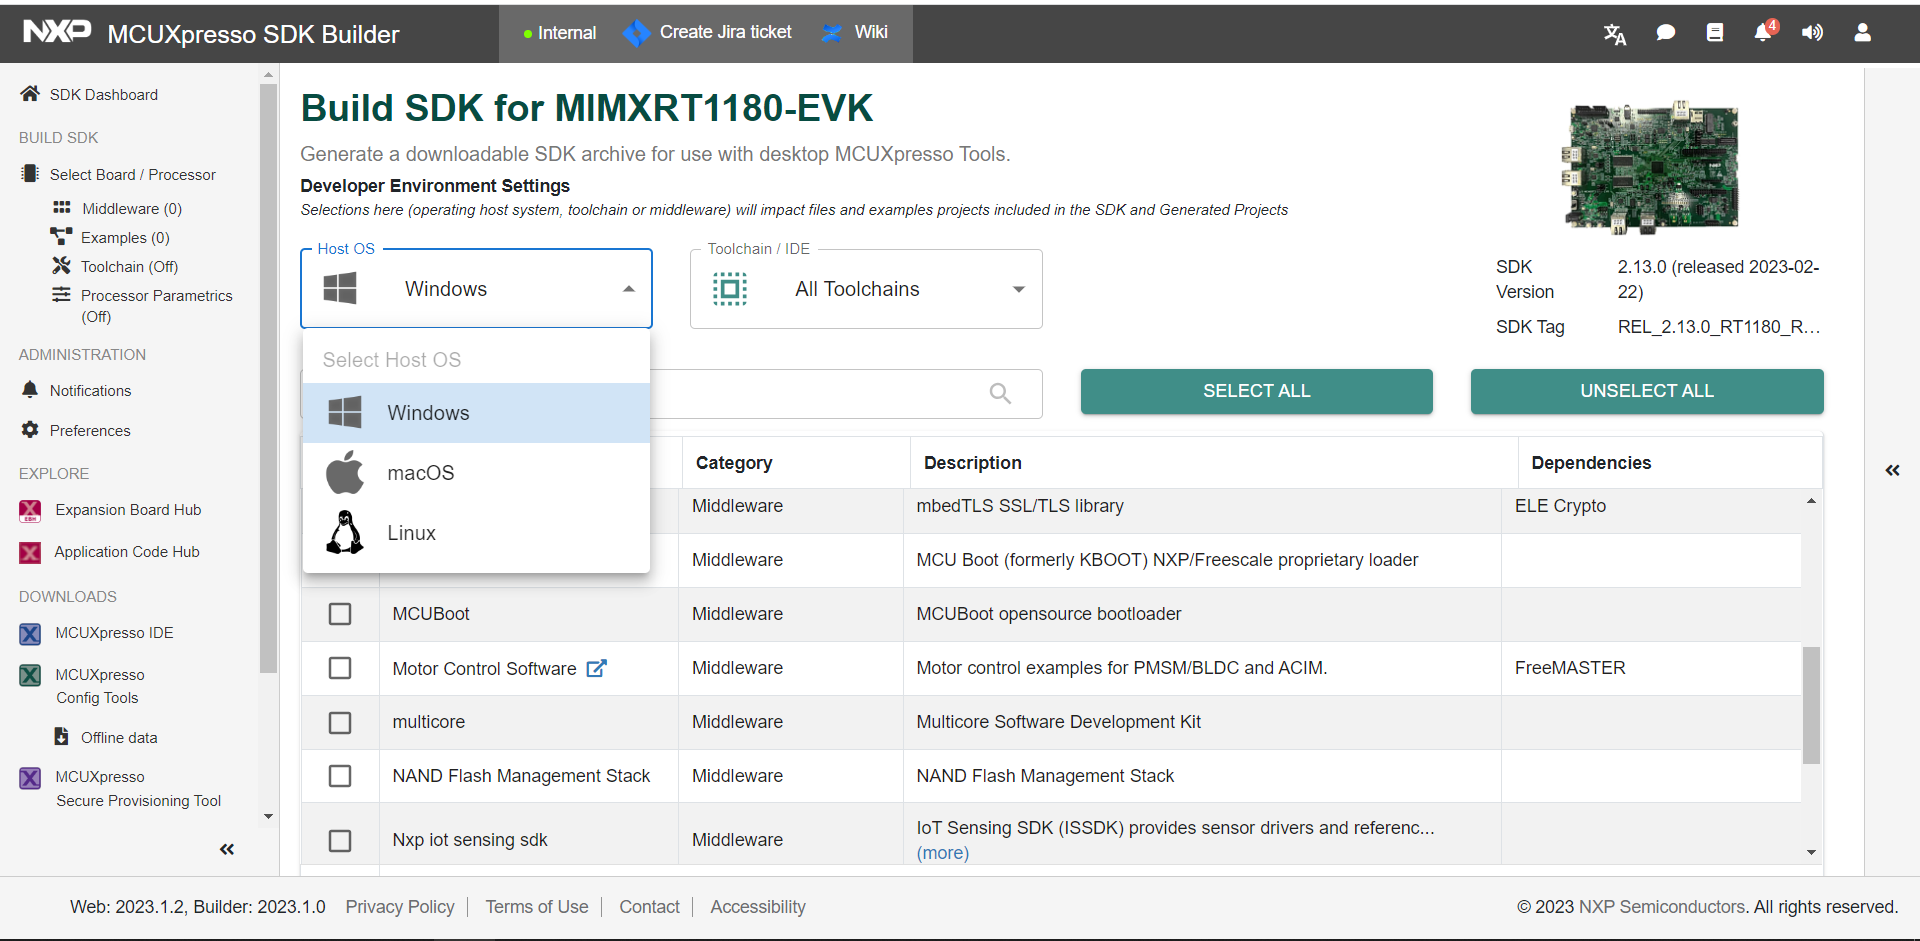 NXP MCUXpresso SDK Builder
Internal
Create Jira ticket
Wiki
4
SDK Dashboard
BUILD SDK
Select Board / Processor
Middleware (0)
Examples (0)
Toolchain (Off)
Processor Parametrics
(Off)
ADMINISTRATION
Notifications
Preferences
EXPLORE
Expansion Board Hub
Application Code Hub
DOWNLOADS
MCUXpresso IDE
MCUXpresso
Config Tools
Offline data
MCUXpresso
Secure Provisioning Tool
Build SDK for MIMXRT1180-EVK
Generate a downloadable SDK archive for use with desktop MCUXpresso Tools.
Developer Environment Settings
Selections here (operating host system, toolchain or middleware) will impact files and examples projects included in the SDK and Generated Projects
Host OS
Windows
Toolchain / IDE
All Toolchains
SDK
Version
2.13.0 (released 2023-02-
22)
SDK Tag
REL_2.13.0_RT1180_R...
Select Host OS
Windows
macOS
Linux
SELECT ALL
UNSELECT ALL
Category
Description
Dependencies
Middleware
mbedTLS SSL/TLS library
ELE Crypto
Middleware
MCU Boot (formerly KBOOT) NXP/Freescale proprietary loader
MCUBoot
Middleware
MCUBoot opensource bootloader
Motor Control Software
Middleware
Motor control examples for PMSM/BLDC and ACIM.
FreeMASTER
multicore
Middleware
Multicore Software Development Kit
NAND Flash Management Stack
Middleware
NAND Flash Management Stack
Nxp iot sensing sdk
Middleware
IoT Sensing SDK (ISSDK) provides sensor drivers and referenc...
(more)
Web: 2023.1.2, Builder: 2023.1.0
Privacy Policy
Terms of Use
Contact
Accessibility
© 2023 NXP Semiconductors. All rights reserved.